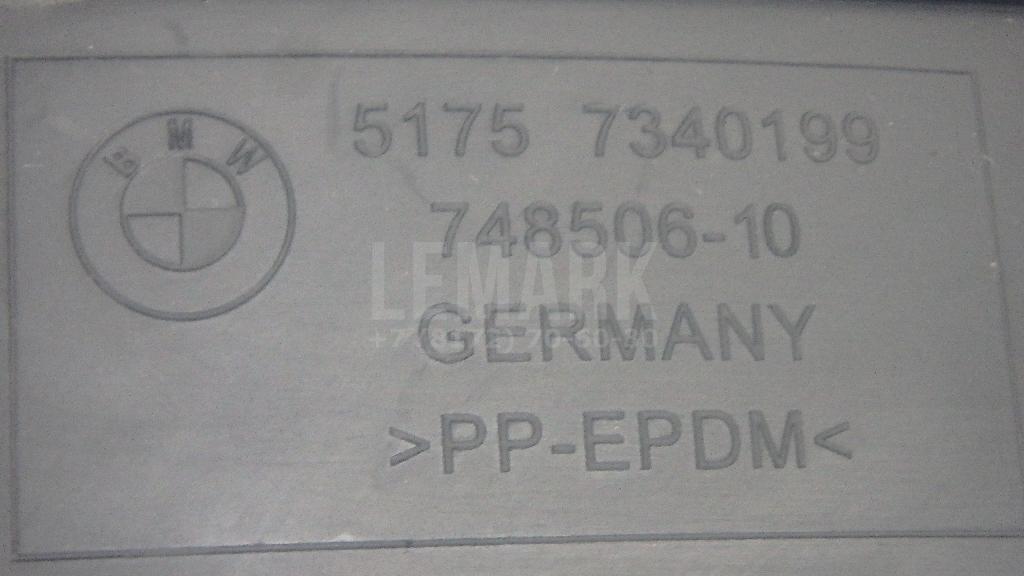 BMW
5175 7340199
748506-10
LEMARK
GERMANY
>PP-EPDM<